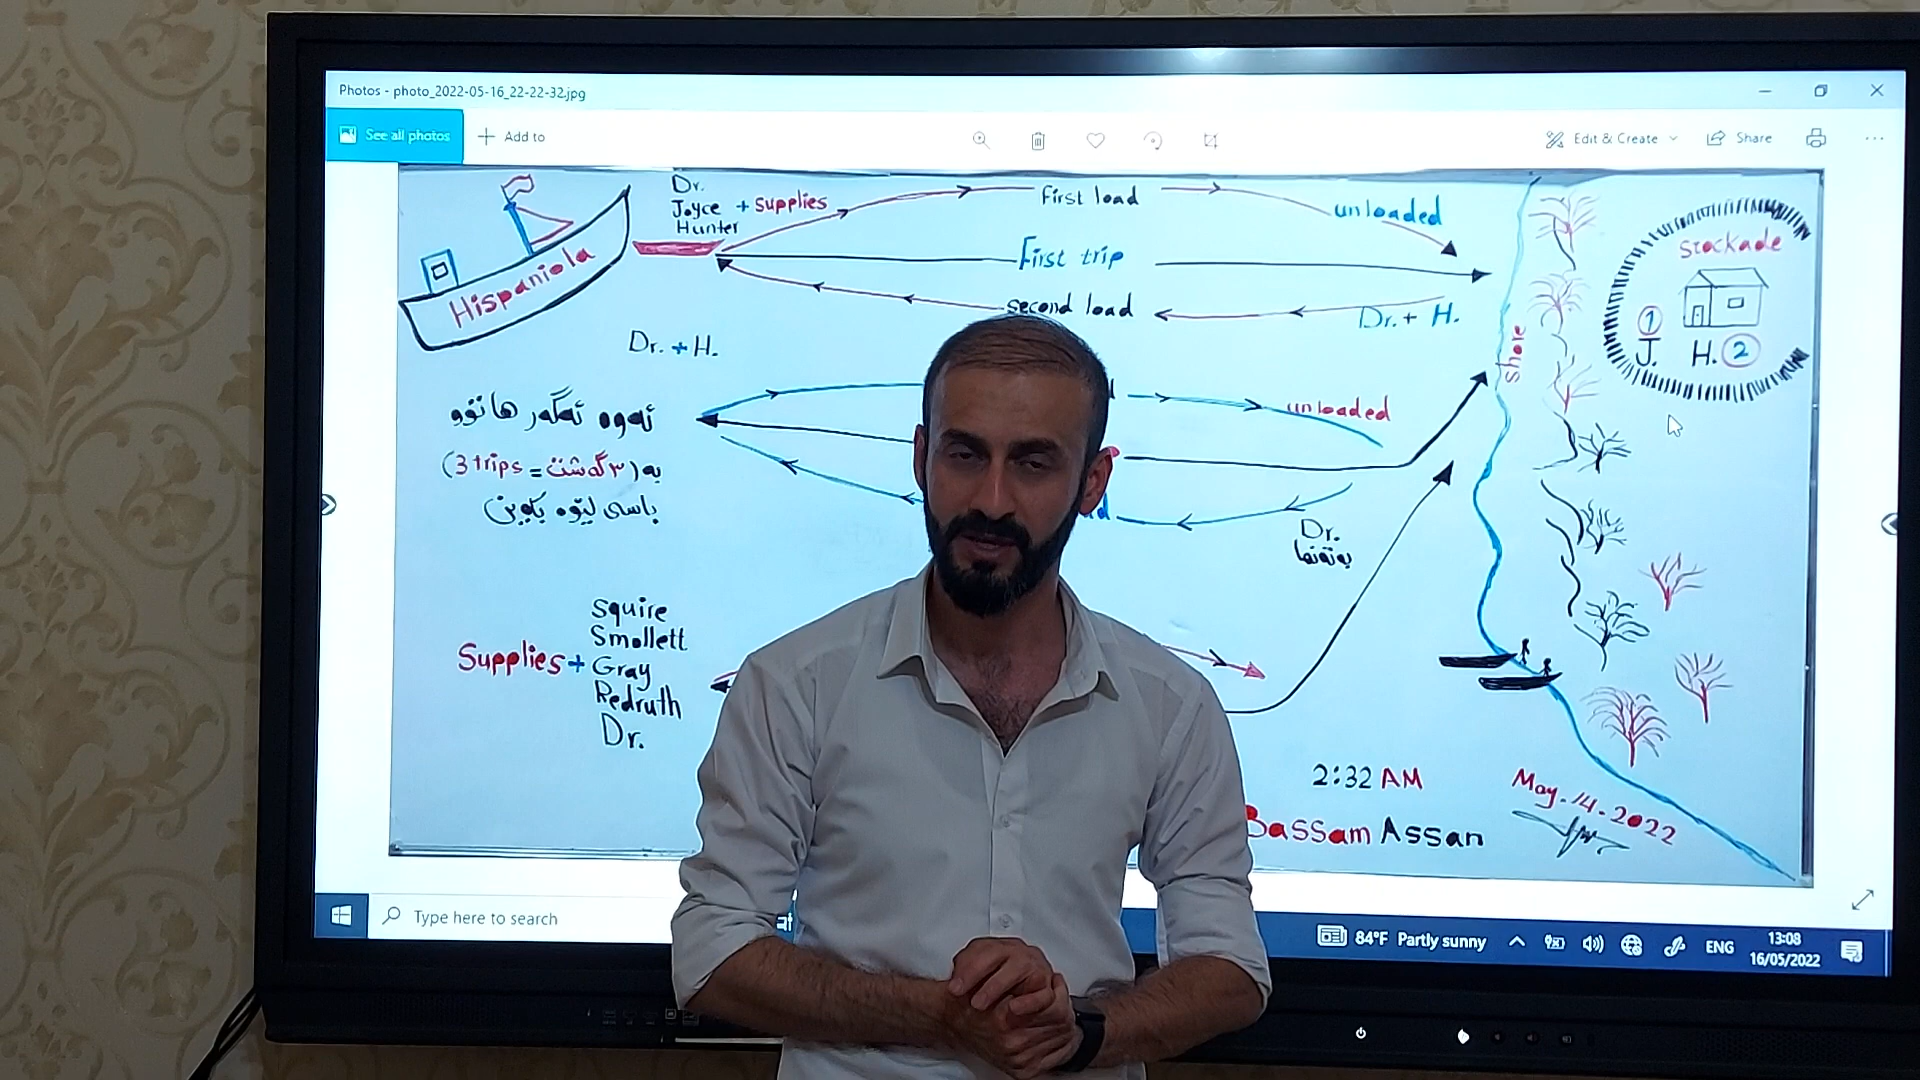 Photos - photo_2022-05-16_22-22-32.jpg
See all photos
Add to
Edit & Create
Share
Dr.
Joyce + Supplies
Hunter
First load
unloaded
First trip
second load
Dr. + H.
Hispaniola
Dr. + H.
shore
Stockade
1
J.
H. 2
ئەوە ئەگەر هاتوو
بە (٣ گەشت = 3 trips)
باسی لێوە بکەین
unloaded
Dr.
بەتەنها
Supplies +
Squire
Smollett
Gray
Redruth
Dr.
2:32 AM
May.14.2022
Bassam Assan
Type here to search
84°F Partly sunny
ENG
13:08
16/05/2022